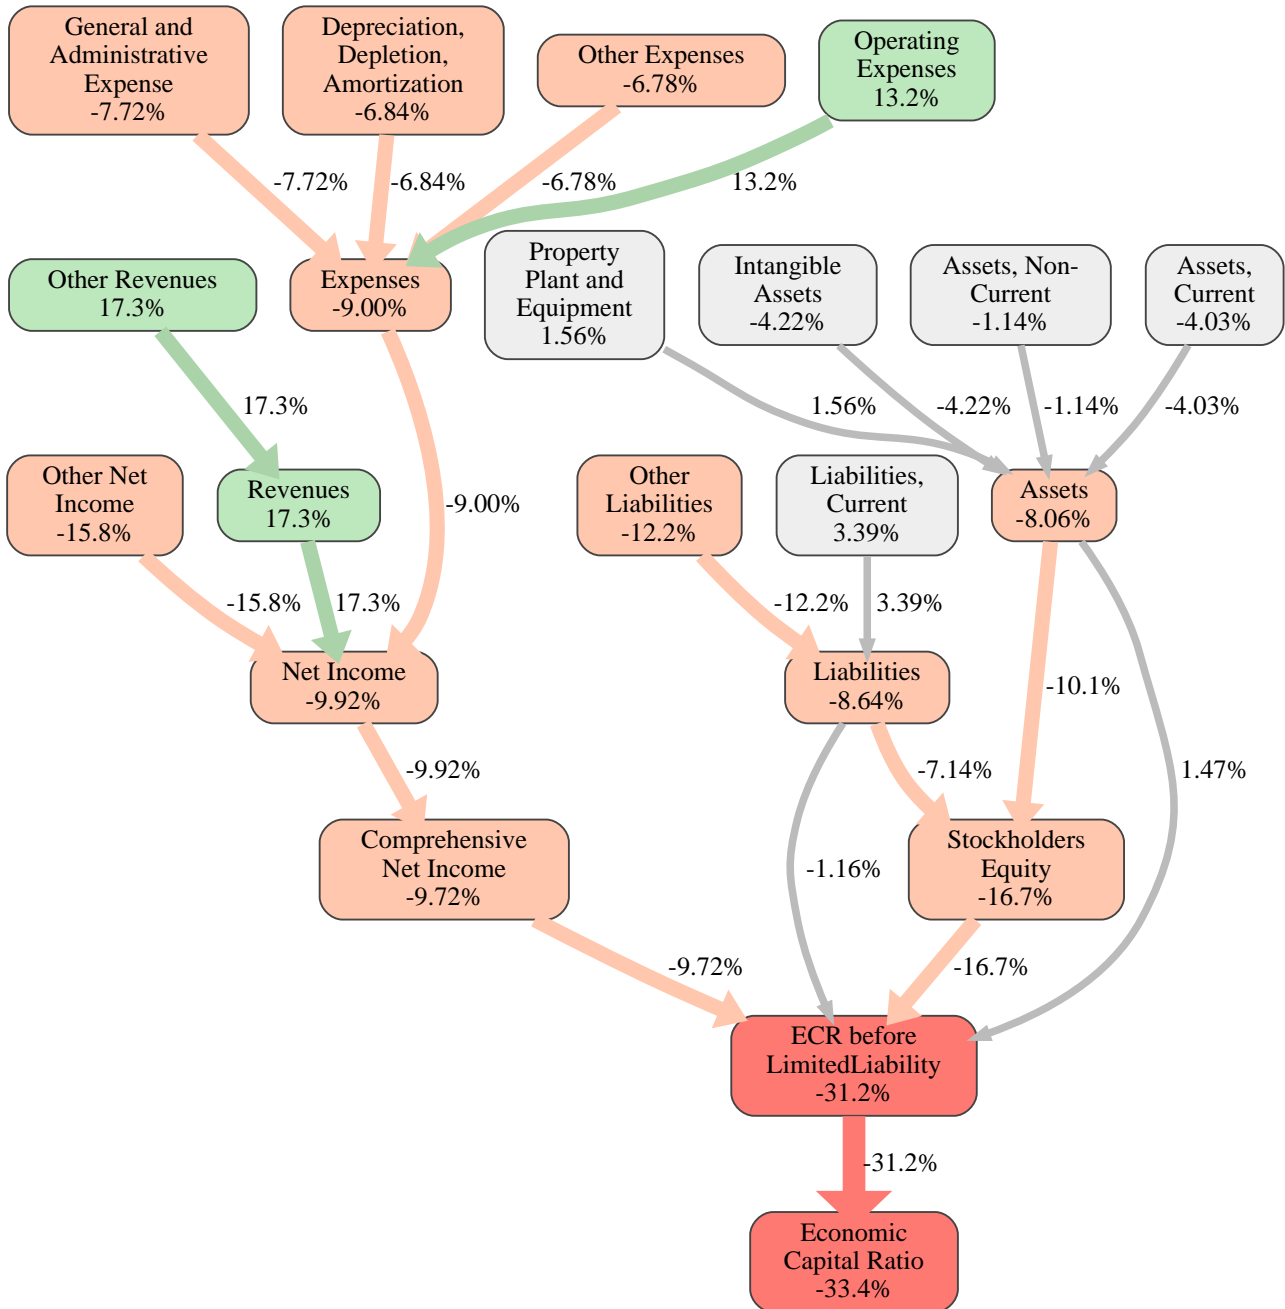 General and
Administrative
Expense
-7.72%
Depreciation,
Depletion,
Amortization
-6.84%
Other Expenses
-6.78%
Operating
Expenses
13.2%
-7.72%
-6.84%
-6.78%
13.2%
Other Revenues
17.3%
Expenses
-9.00%
Property
Plant and
Equipment
1.56%
Intangible
Assets
-4.22%
Assets, Non-
Current
-1.14%
Assets,
Current
-4.03%
17.3%
1.56%
-4.22%
-1.14%
-4.03%
Other Net
Income
-15.8%
Revenues
17.3%
-9.00%
Other
Liabilities
-12.2%
Liabilities,
Current
3.39%
Assets
-8.06%
-15.8%
17.3%
-12.2%
3.39%
Net Income
-9.92%
Liabilities
-8.64%
-10.1%
-9.92%
-7.14%
1.47%
Comprehensive
Net Income
-9.72%
-1.16%
Stockholders
Equity
-16.7%
-9.72%
-16.7%
ECR before
LimitedLiability
-31.2%
-31.2%
Economic
Capital Ratio
-33.4%